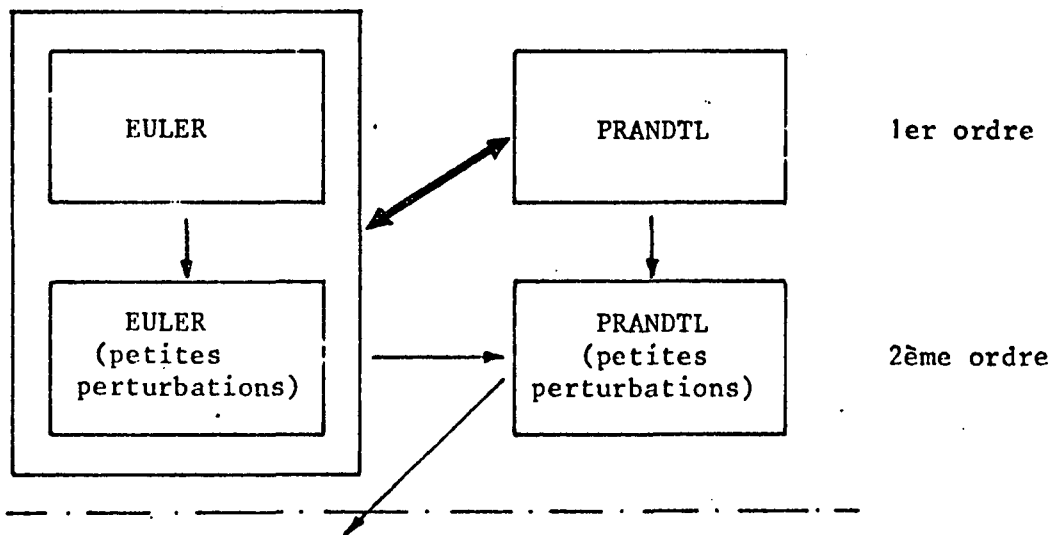 EULER
PRANDTL
1er ordre
EULER
(petites
perturbations)
PRANDTL
(petites
perturbations)
2ème ordre